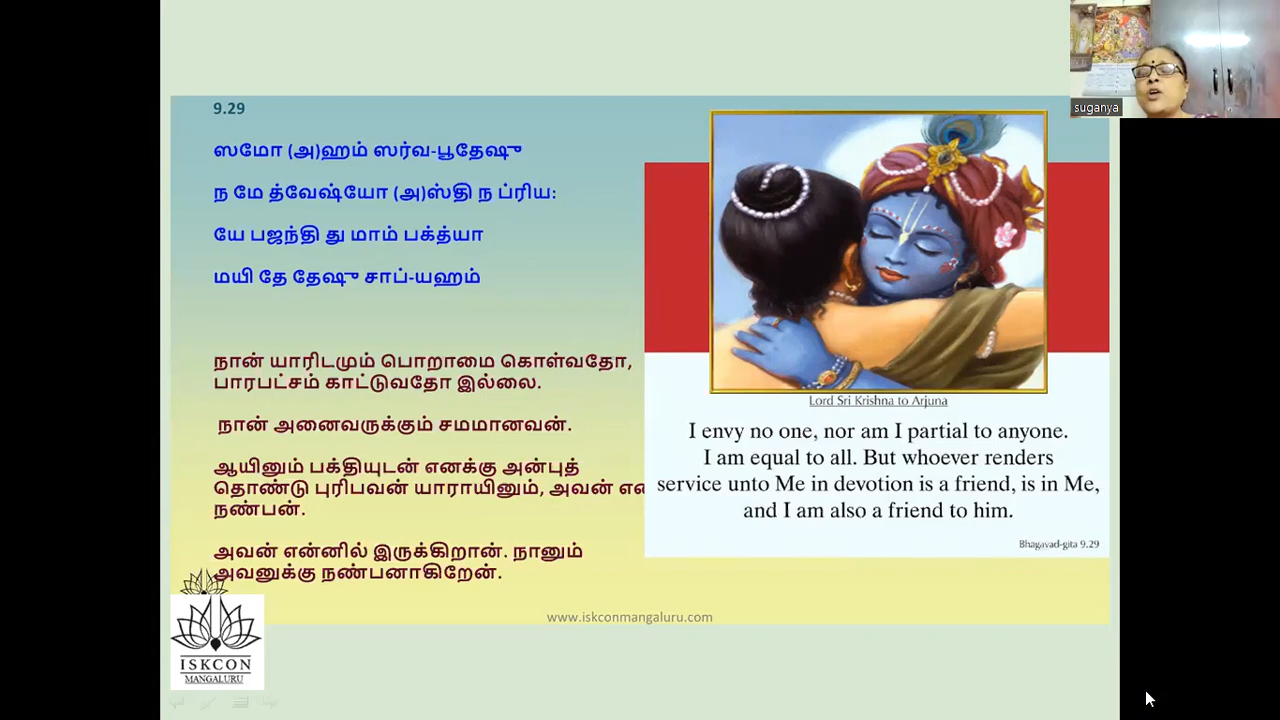 suganya
9.29
ஸமோ (அ)ஹம் ஸர்வ-பூதேஷு
ந மே த்வேஷ்யோ (அ)ஸ்தி ந ப்ரிய:
யே பஜந்தி து மாம் பக்த்யா
மயி தே தேஷு சாப்-யஹம்
நான் யாரிடமும் பொறாமை கொள்வதோ,
பாரபட்சம் காட்டுவதோ இல்லை.
நான் அனைவருக்கும் சமமானவன்.
ஆயினும் பக்தியுடன் எனக்கு அன்புத்
தொண்டு புரிபவன் யாராயினும், அவன்
நண்பன்.
அவன் என்னில் இருக்கிறான். நானும்
அவனுக்கு நண்பனாகிறேன்.
Lord Sri Krishna to Arjuna
I envy no one, nor am I partial to anyone.
I am equal to all. But whoever renders
service unto Me in devotion is a friend, is in Me,
and I am also a friend to him.
Bhagavad-gita 9.29
www.iskconmangaluru.com
ISKCON
MANGALURU